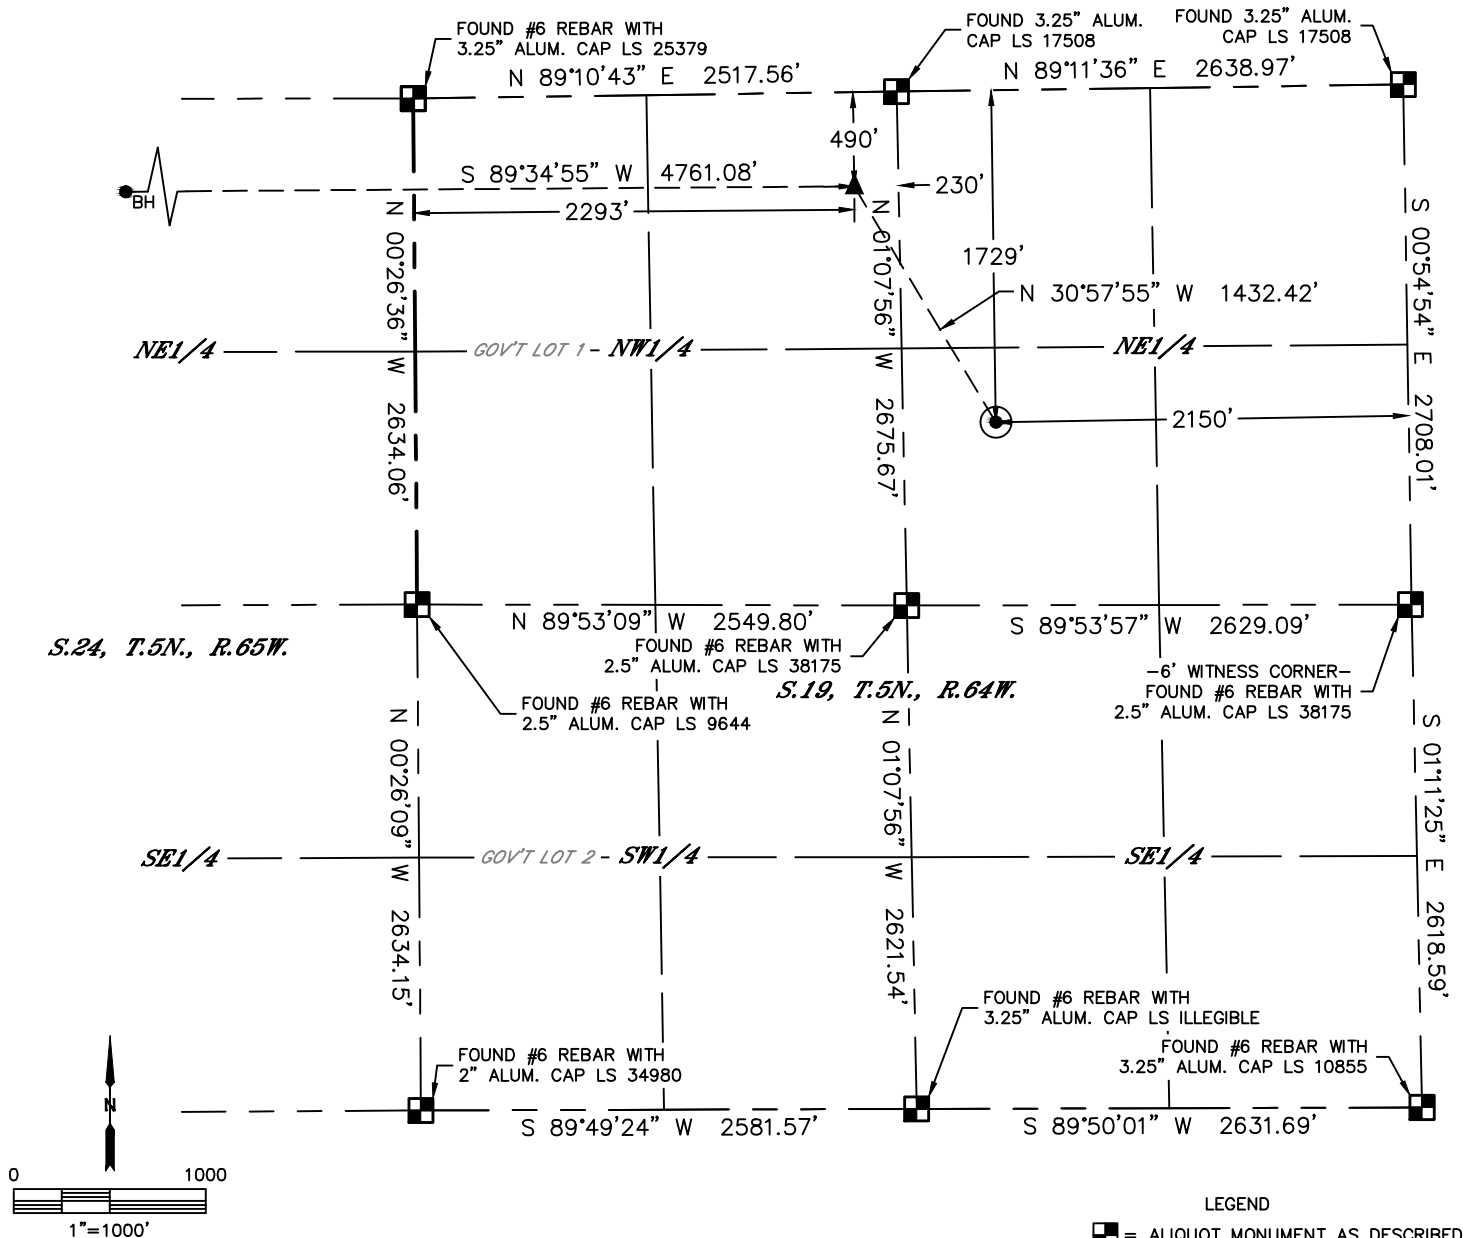 FOUND #6 REBAR WITH
3.25" ALUM. CAP LS 25379
FOUND 3.25" ALUM.
CAP LS 17508
FOUND 3.25" ALUM.
CAP LS 17508
N 89°10'43" E 2517.56'
N 89°11'36" E 2638.97'
490'
S 89°34'55" W 4761.08'
BH
230'
2293'
1729'
N 00°26'36" W 2634.06'
N 01°07'56" W 2675.67'
S 00°54'54" E 2708.01'
N 30°57'55" W 1432.42'
NE1/4
GOV'T LOT 1
NW1/4
NE1/4
2150'
N 89°53'09" W 2549.80'
S 89°53'57" W 2629.09'
S.24, T.5N., R.65W.
FOUND #6 REBAR WITH
2.5" ALUM. CAP LS 38175
-6' WITNESS CORNER-
FOUND #6 REBAR WITH
2.5" ALUM. CAP LS 38175
S.19, T.5N., R.64W.
FOUND #6 REBAR WITH
2.5" ALUM. CAP LS 9644
N 00°26'09" W 2634.15'
N 01°07'56" W 2621.54'
S 01°11'25" E 2618.59'
SE1/4
GOV'T LOT 2
SW1/4
SE1/4
FOUND #6 REBAR WITH
3.25" ALUM. CAP LS ILLEGIBLE
FOUND #6 REBAR WITH
2" ALUM. CAP LS 34980
FOUND #6 REBAR WITH
3.25" ALUM. CAP LS 10855
N
S 89°49'24" W 2581.57'
S 89°50'01" W 2631.69'
0 1000
1"=1000'
LEGEND
= ALIQUOT MONUMENT AS DESCRIBED